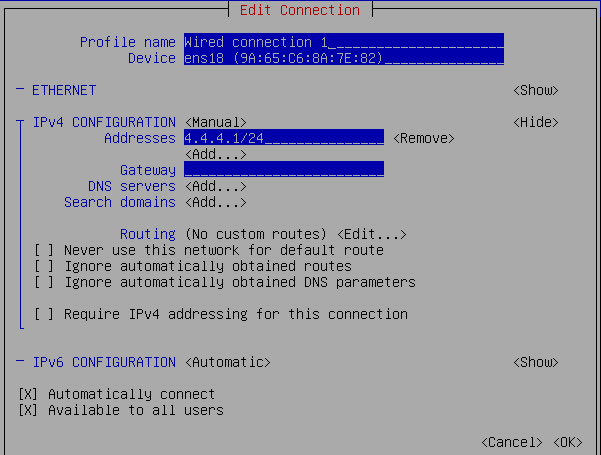 Edit Connection
Profile name Wired connection 1_______________________
Device ens18 (9A:65:C6:8A:7E:82)_______________
ETHERNET <Show>
IPv4 CONFIGURATION <Manual> <Hide>
Addresses 4.4.4.1/24_______________ <Remove>
<Add...>
Gateway _________________________
DNS servers <Add...>
Search domains <Add...>
Routing (No custom routes) <Edit...>
[ ] Never use this network for default route
[ ] Ignore automatically obtained routes
[ ] Ignore automatically obtained DNS parameters
[ ] Require IPv4 addressing for this connection
IPv6 CONFIGURATION <Automatic> <Show>
[X] Automatically connect
[X] Available to all users
<Cancel> <OK>